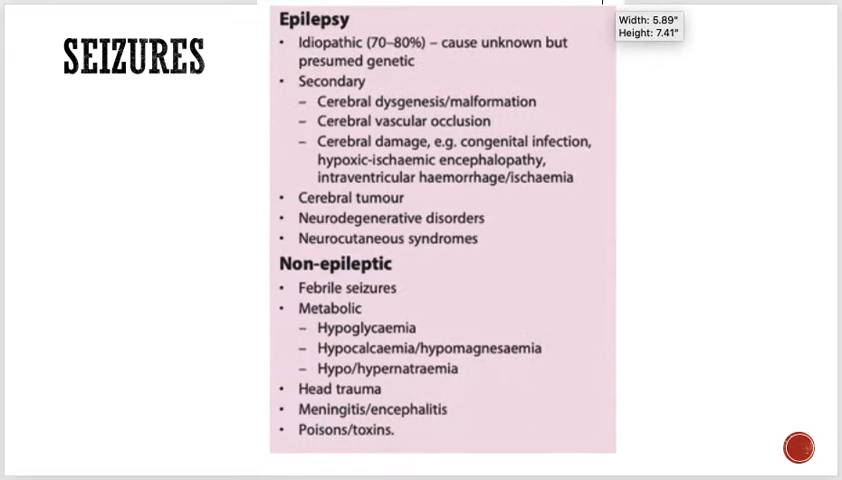 SEIZURES
Epilepsy
• Idiopathic (70–80%) – cause unknown but
presumed genetic
• Secondary
– Cerebral dysgenesis/malformation
– Cerebral vascular occlusion
– Cerebral damage, e.g. congenital infection,
hypoxic-ischaemic encephalopathy,
intraventricular haemorrhage/ischaemia
• Cerebral tumour
• Neurodegenerative disorders
• Neurocutaneous syndromes
Non-epileptic
• Febrile seizures
• Metabolic
– Hypoglycaemia
– Hypocalcaemia/hypomagnesaemia
– Hypo/hypernatraemia
• Head trauma
• Meningitis/encephalitis
• Poisons/toxins.
Width: 5.89"
Height: 7.41"